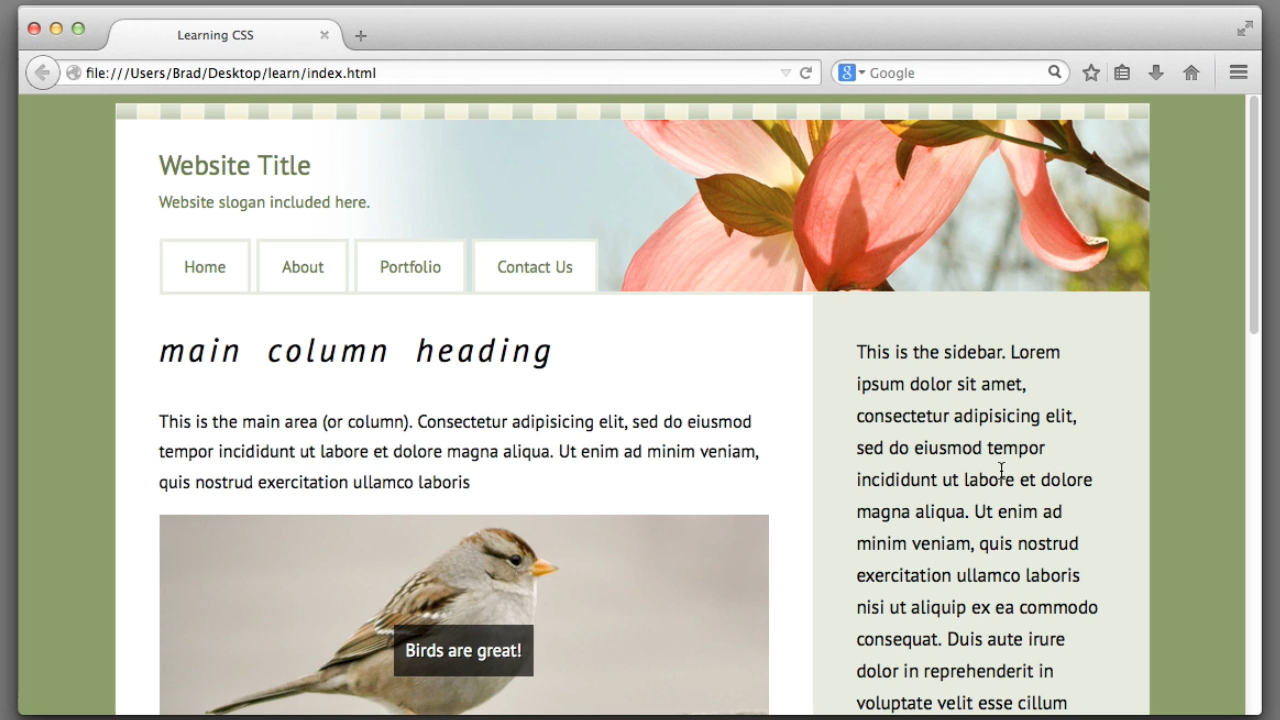 Learning CSS
file:///Users/Brad/Desktop/learn/index.html
Google
Website Title
Website slogan included here.
Home
About
Portfolio
Contact Us
main column heading
This is the main area (or column). Consectetur adipisicing elit, sed do eiusmod
tempor incididunt ut labore et dolore magna aliqua. Ut enim ad minim veniam,
quis nostrud exercitation ullamco laboris
Birds are great!
This is the sidebar. Lorem
ipsum dolor sit amet,
consectetur adipisicing elit,
sed do eiusmod tempor
incididunt ut labore et dolore
magna aliqua. Ut enim ad
minim veniam, quis nostrud
exercitation ullamco laboris
nisi ut aliquip ex ea commodo
consequat. Duis aute irure
dolor in reprehenderit in
voluptate velit esse cillum